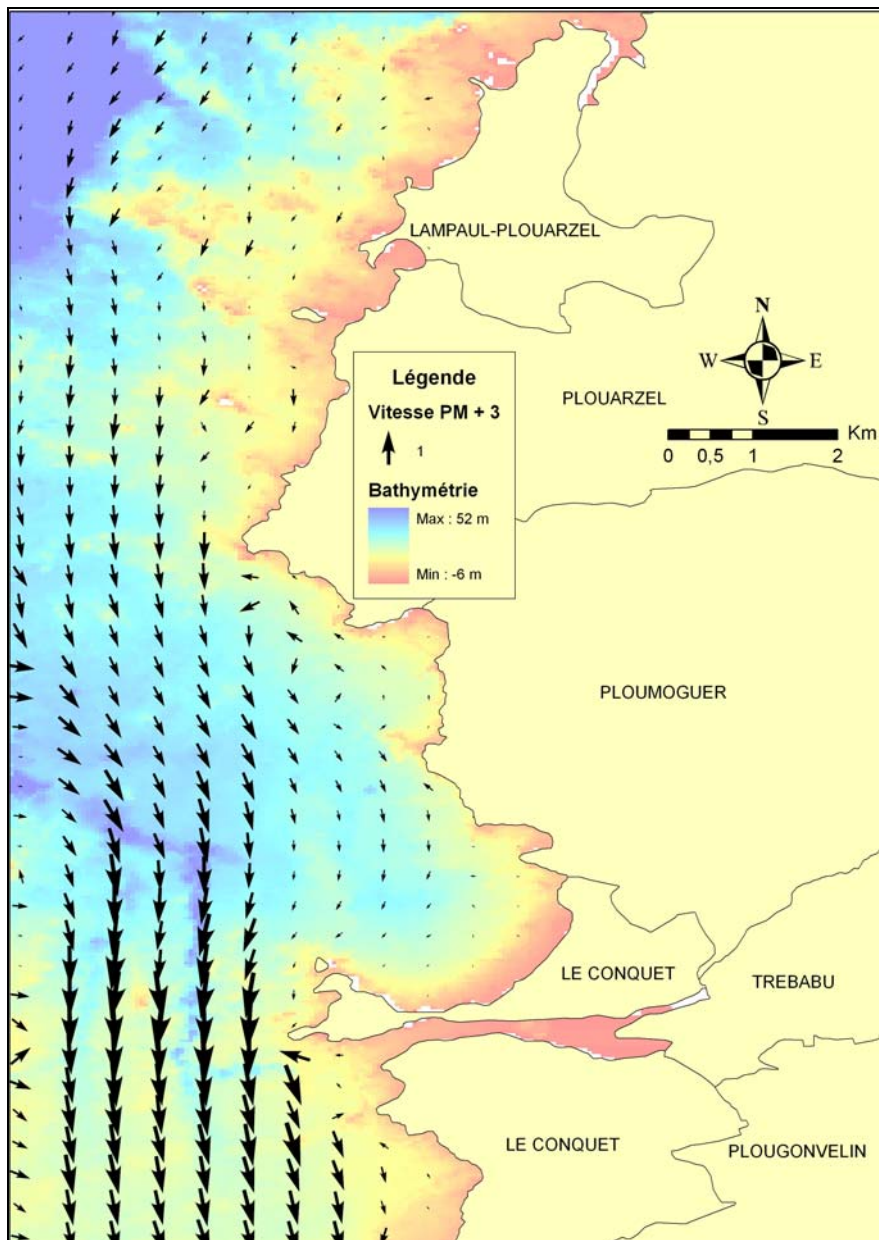 LAMPAUL-PLOUARZEL
N
W
E
S
Légende
Vitesse PM + 3
1
Bathymétrie
Max : 52 m
Min : -6 m
PLOUARZEL
Km
0 0,5 1 2
PLOUMOGUER
LE CONQUET
TREBABU
LE CONQUET
PLOUGONVELIN